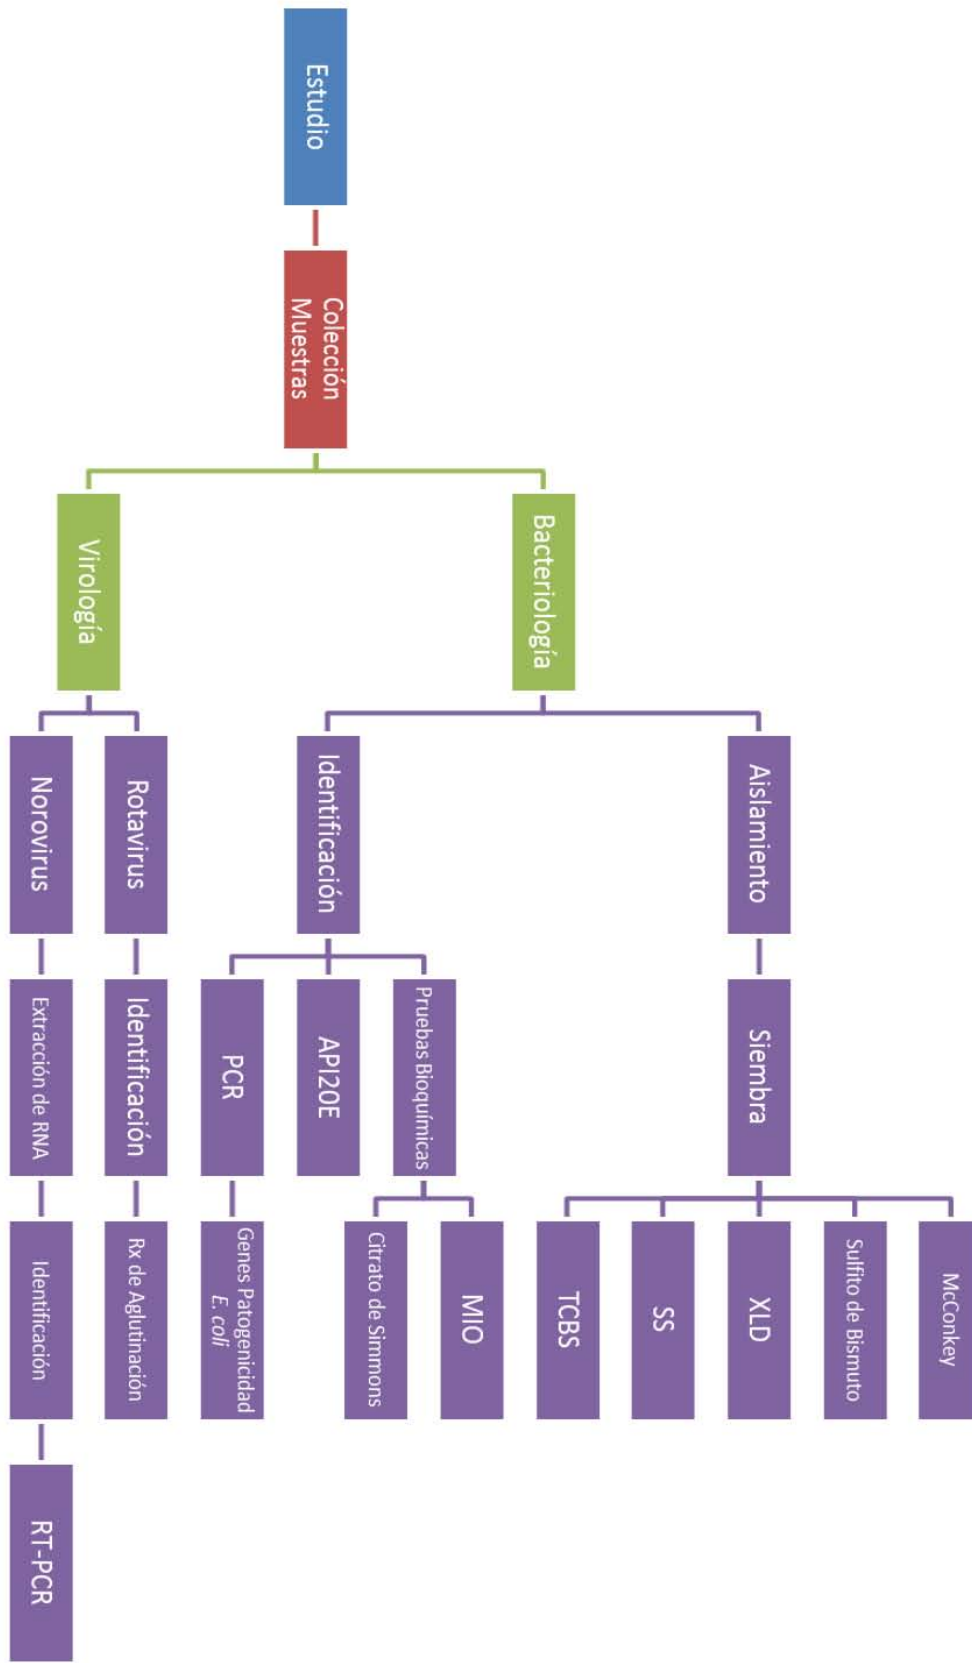 Estudio
Colección
Muestras
Bacteriología
Aislamiento
Siembra
McConkey
Sulfito de Bismuto
XLD
SS
TCBS
Identificación
Pruebas Bioquímicas
MIO
Citrato de Simmons
API20E
PCR
Genes Patogenicidad
E. coli
Virología
Rotavirus
Identificación
Rx de Aglutinación
Norovirus
Extracción de RNA
Identificación
RT-PCR